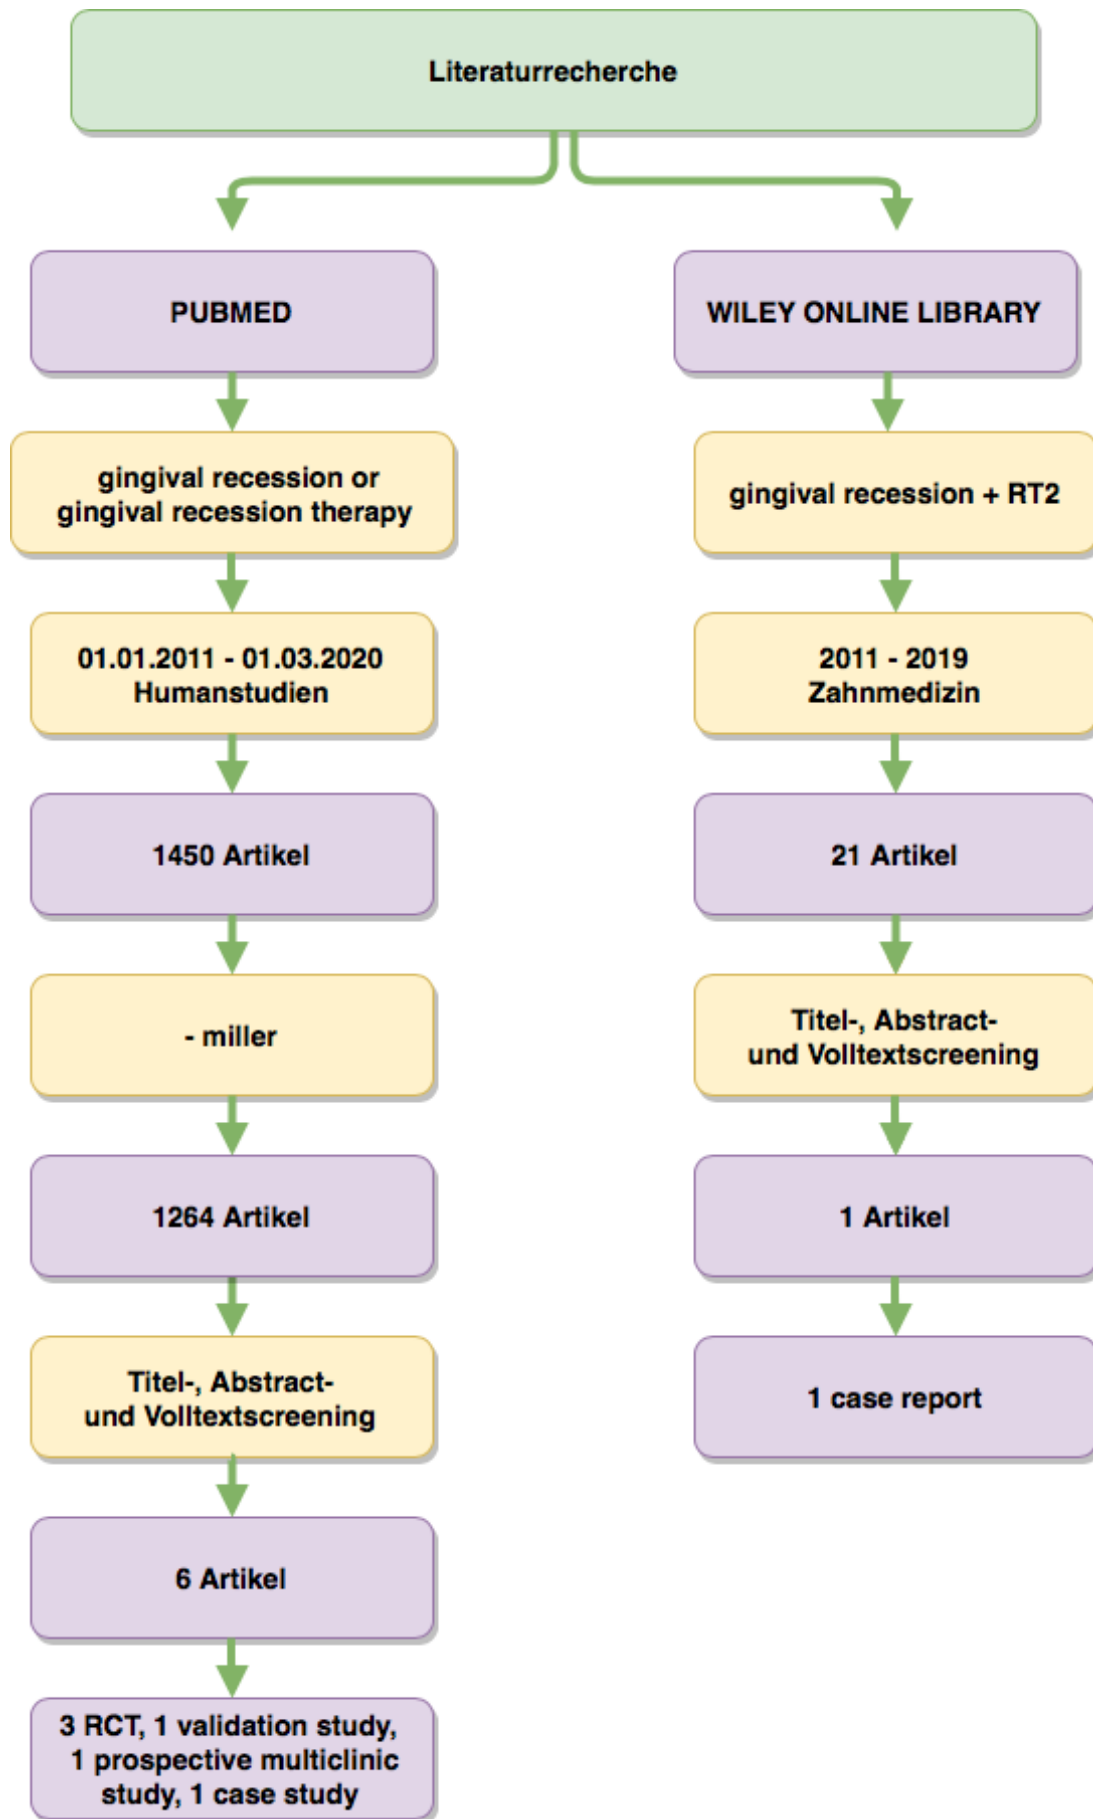 Literaturrecherche
PUBMED
gingival recession or
gingival recession therapy
01.01.2011 - 01.03.2020
Humanstudien
1450 Artikel
- miller
1264 Artikel
Titel-, Abstract-
und Volltextscreening
6 Artikel
3 RCT, 1 validation study,
1 prospective multiclinic
study, 1 case study
WILEY ONLINE LIBRARY
gingival recession + RT2
2011 - 2019
Zahnmedizin
21 Artikel
Titel-, Abstract-
und Volltextscreening
1 Artikel
1 case report